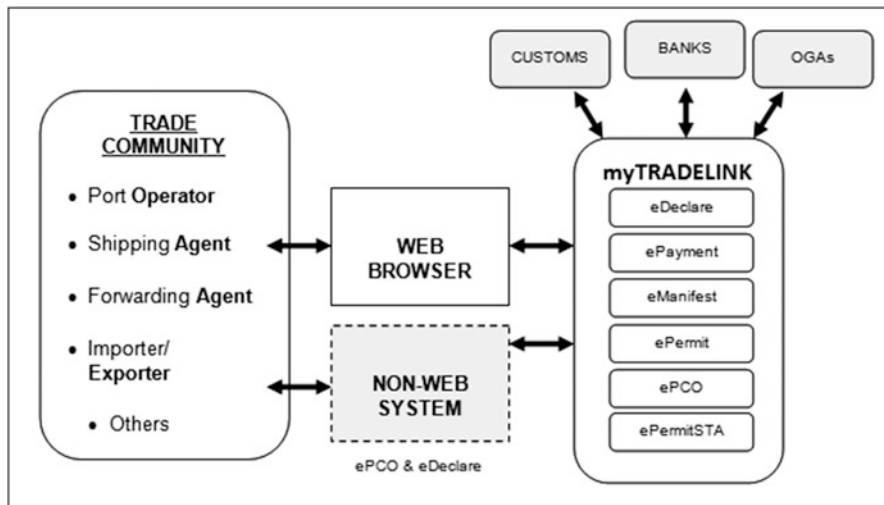 CUSTOMS
BANKS
OGAs
TRADE
COMMUNITY
• Port Operator
• Shipping Agent
• Forwarding Agent
• Importer/
Exporter
• Others
WEB
BROWSER
NON-WEB
SYSTEM
ePCO & eDeclare
myTRADELINK
eDeclare
ePayment
eManifest
ePermit
ePCO
ePermitSTA